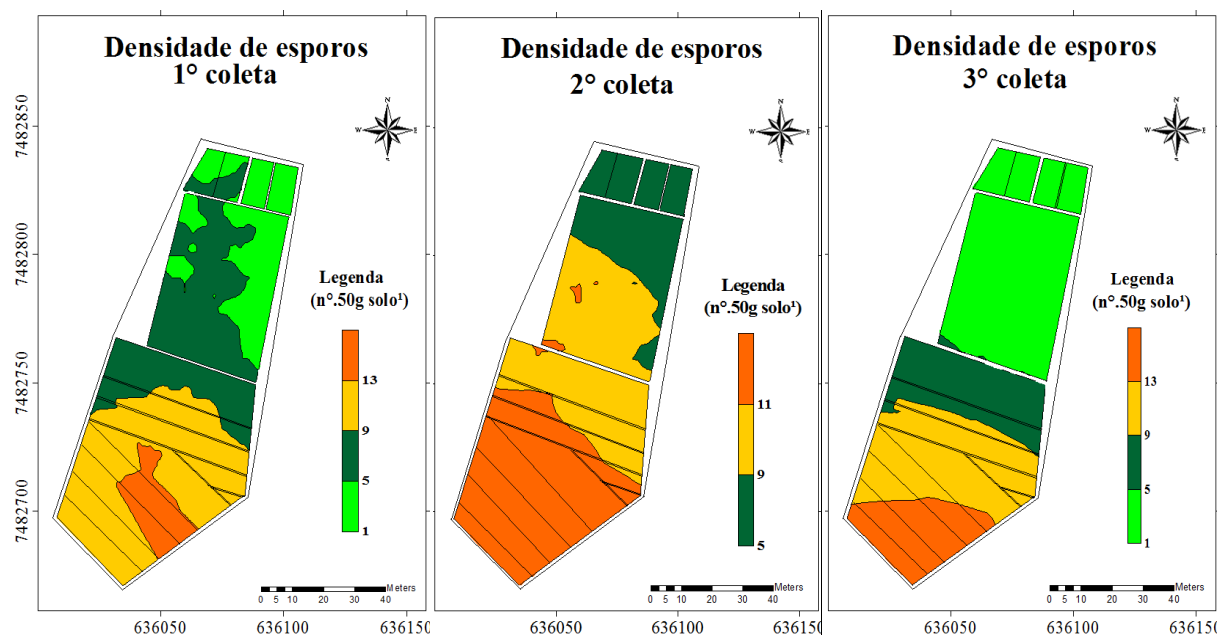 Densidade de esporos
1° coleta
7482850
7482800
7482750
7482700
N
W
E
S
Legenda
(n°.50g solo¹)
13
9
5
1
Meters
0 5 10 20 30 40
636050
636100
636150
Densidade de esporos
2° coleta
N
W
E
S
Legenda
(n°.50g solo¹)
11
9
5
Meters
0 5 10 20 30 40
636050
636100
636150
Densidade de esporos
3° coleta
N
W
E
S
Legenda
(n°.50g solo¹)
13
9
5
1
Meters
0 5 10 20 30 40
636050
636100
636150